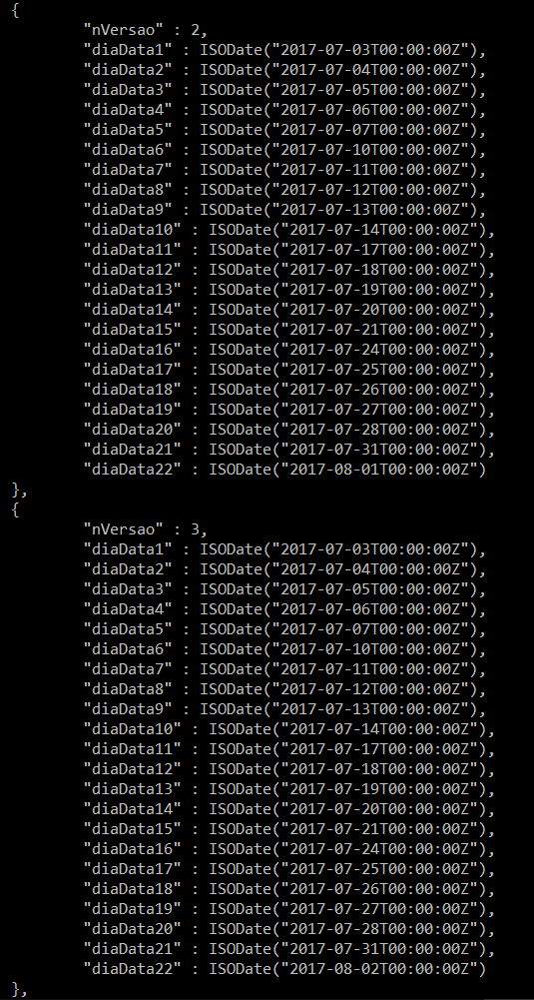 {
"nVersao" : 2,
"diaData1" : ISODate("2017-07-03T00:00:00Z"),
"diaData2" : ISODate("2017-07-04T00:00:00Z"),
"diaData3" : ISODate("2017-07-05T00:00:00Z"),
"diaData4" : ISODate("2017-07-06T00:00:00Z"),
"diaData5" : ISODate("2017-07-07T00:00:00Z"),
"diaData6" : ISODate("2017-07-10T00:00:00Z"),
"diaData7" : ISODate("2017-07-11T00:00:00Z"),
"diaData8" : ISODate("2017-07-12T00:00:00Z"),
"diaData9" : ISODate("2017-07-13T00:00:00Z"),
"diaData10" : ISODate("2017-07-14T00:00:00Z"),
"diaData11" : ISODate("2017-07-17T00:00:00Z"),
"diaData12" : ISODate("2017-07-18T00:00:00Z"),
"diaData13" : ISODate("2017-07-19T00:00:00Z"),
"diaData14" : ISODate("2017-07-20T00:00:00Z"),
"diaData15" : ISODate("2017-07-21T00:00:00Z"),
"diaData16" : ISODate("2017-07-24T00:00:00Z"),
"diaData17" : ISODate("2017-07-25T00:00:00Z"),
"diaData18" : ISODate("2017-07-26T00:00:00Z"),
"diaData19" : ISODate("2017-07-27T00:00:00Z"),
"diaData20" : ISODate("2017-07-28T00:00:00Z"),
"diaData21" : ISODate("2017-07-31T00:00:00Z"),
"diaData22" : ISODate("2017-08-01T00:00:00Z")
},
{
"nVersao" : 3,
"diaData1" : ISODate("2017-07-03T00:00:00Z"),
"diaData2" : ISODate("2017-07-04T00:00:00Z"),
"diaData3" : ISODate("2017-07-05T00:00:00Z"),
"diaData4" : ISODate("2017-07-06T00:00:00Z"),
"diaData5" : ISODate("2017-07-07T00:00:00Z"),
"diaData6" : ISODate("2017-07-10T00:00:00Z"),
"diaData7" : ISODate("2017-07-11T00:00:00Z"),
"diaData8" : ISODate("2017-07-12T00:00:00Z"),
"diaData9" : ISODate("2017-07-13T00:00:00Z"),
"diaData10" : ISODate("2017-07-14T00:00:00Z"),
"diaData11" : ISODate("2017-07-17T00:00:00Z"),
"diaData12" : ISODate("2017-07-18T00:00:00Z"),
"diaData13" : ISODate("2017-07-19T00:00:00Z"),
"diaData14" : ISODate("2017-07-20T00:00:00Z"),
"diaData15" : ISODate("2017-07-21T00:00:00Z"),
"diaData16" : ISODate("2017-07-24T00:00:00Z"),
"diaData17" : ISODate("2017-07-25T00:00:00Z"),
"diaData18" : ISODate("2017-07-26T00:00:00Z"),
"diaData19" : ISODate("2017-07-27T00:00:00Z"),
"diaData20" : ISODate("2017-07-28T00:00:00Z"),
"diaData21" : ISODate("2017-07-31T00:00:00Z"),
"diaData22" : ISODate("2017-08-02T00:00:00Z")
},